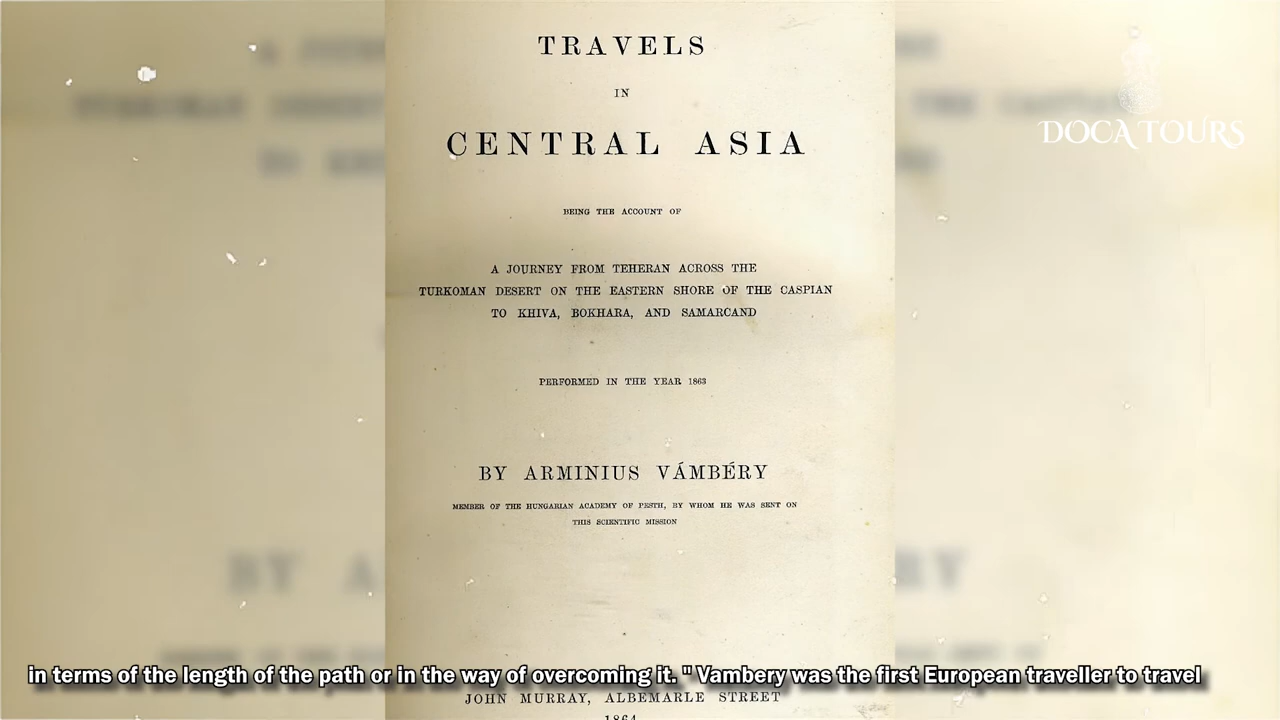 TRAVELS
IN
CENTRAL ASIA
BEING THE ACCOUNT OF
A JOURNEY FROM TEHERAN ACROSS THE
TURKOMAN DESERT ON THE EASTERN SHORE OF THE CASPIAN
TO KHIVA, BOKHARA, AND SAMARCAND
PERFORMED IN THE YEAR 1863
BY ARMINIUS VÁMBÉRY
MEMBER OF THE HUNGARIAN ACADEMY OF PESTH, BY WHOM HE WAS SENT ON
THIS SCIENTIFIC MISSION
JOHN MURRAY, ALBEMARLE STREET
1864
DOCA TOURS
in terms of the length of the path or in the way of overcoming it. " Vambery was the first European traveller to travel